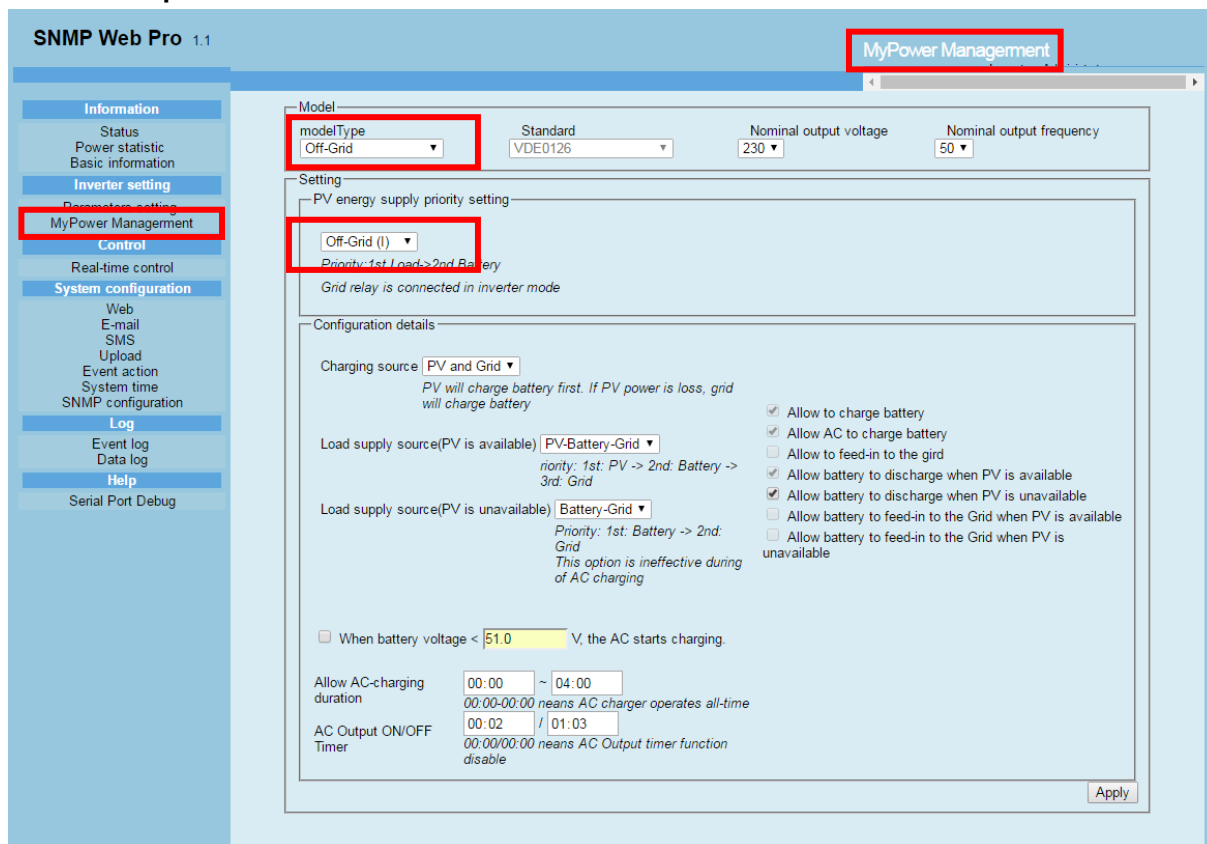 SNMP Web Pro 1.1
MyPower Managerment
Information
Status
Power statistic
Basic information
Inverter setting
Parameters setting
MyPower Managerment
Control
Real-time control
System configuration
Web
E-mail
SMS
Upload
Event action
System time
SNMP configuration
Log
Event log
Data log
Help
Serial Port Debug
Model
modelType Standard Nominal output voltage Nominal output frequency
Off-Grid VDE0126 230 50
Setting
PV energy supply priority setting
Off-Grid (I)
Priority:1st.Load->2nd.Battery
Grid relay is connected in inverter mode
Configuration details
Charging source PV and Grid
PV will charge battery first. If PV power is loss, grid
will charge battery
Load supply source(PV is available) PV-Battery-Grid
riority: 1st: PV -> 2nd: Battery ->
3rd: Grid
Load supply source(PV is unavailable) Battery-Grid
Priority: 1st: Battery -> 2nd:
Grid
This option is ineffective during
of AC charging
Allow to charge battery
Allow AC to charge battery
Allow to feed-in to the gird
Allow battery to discharge when PV is available
Allow battery to discharge when PV is unavailable
Allow battery to feed-in to the Grid when PV is available
Allow battery to feed-in to the Grid when PV is
unavailable
When battery voltage < 51.0 V, the AC starts charging.
Allow AC-charging
duration
00:00 ~ 04:00
00:00-00:00 neans AC charger operates all-time
AC Output ON/OFF
Timer
00:02 / 01:03
00:00/00:00 neans AC Output timer function
disable
Apply